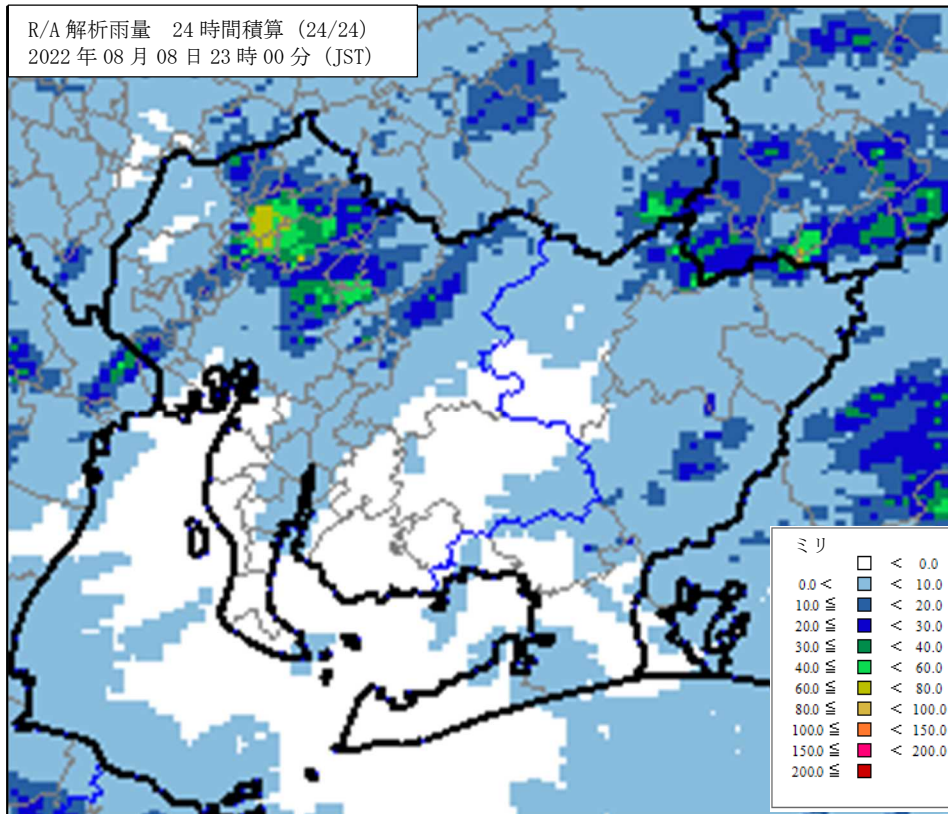 R/A 解析雨量　24 時間積算 (24/24)
2022 年 08 月 08 日 23 時 00 分 (JST)
ミリ
＜ 0.0
0.0＜ ＜ 10.0
10.0 ≦ ＜ 20.0
20.0 ≦ ＜ 30.0
30.0 ≦ ＜ 40.0
40.0 ≦ ＜ 60.0
60.0 ≦ ＜ 80.0
80.0 ≦ ＜ 100.0
100.0 ≦ ＜ 150.0
150.0 ≦ ＜ 200.0
200.0 ≦